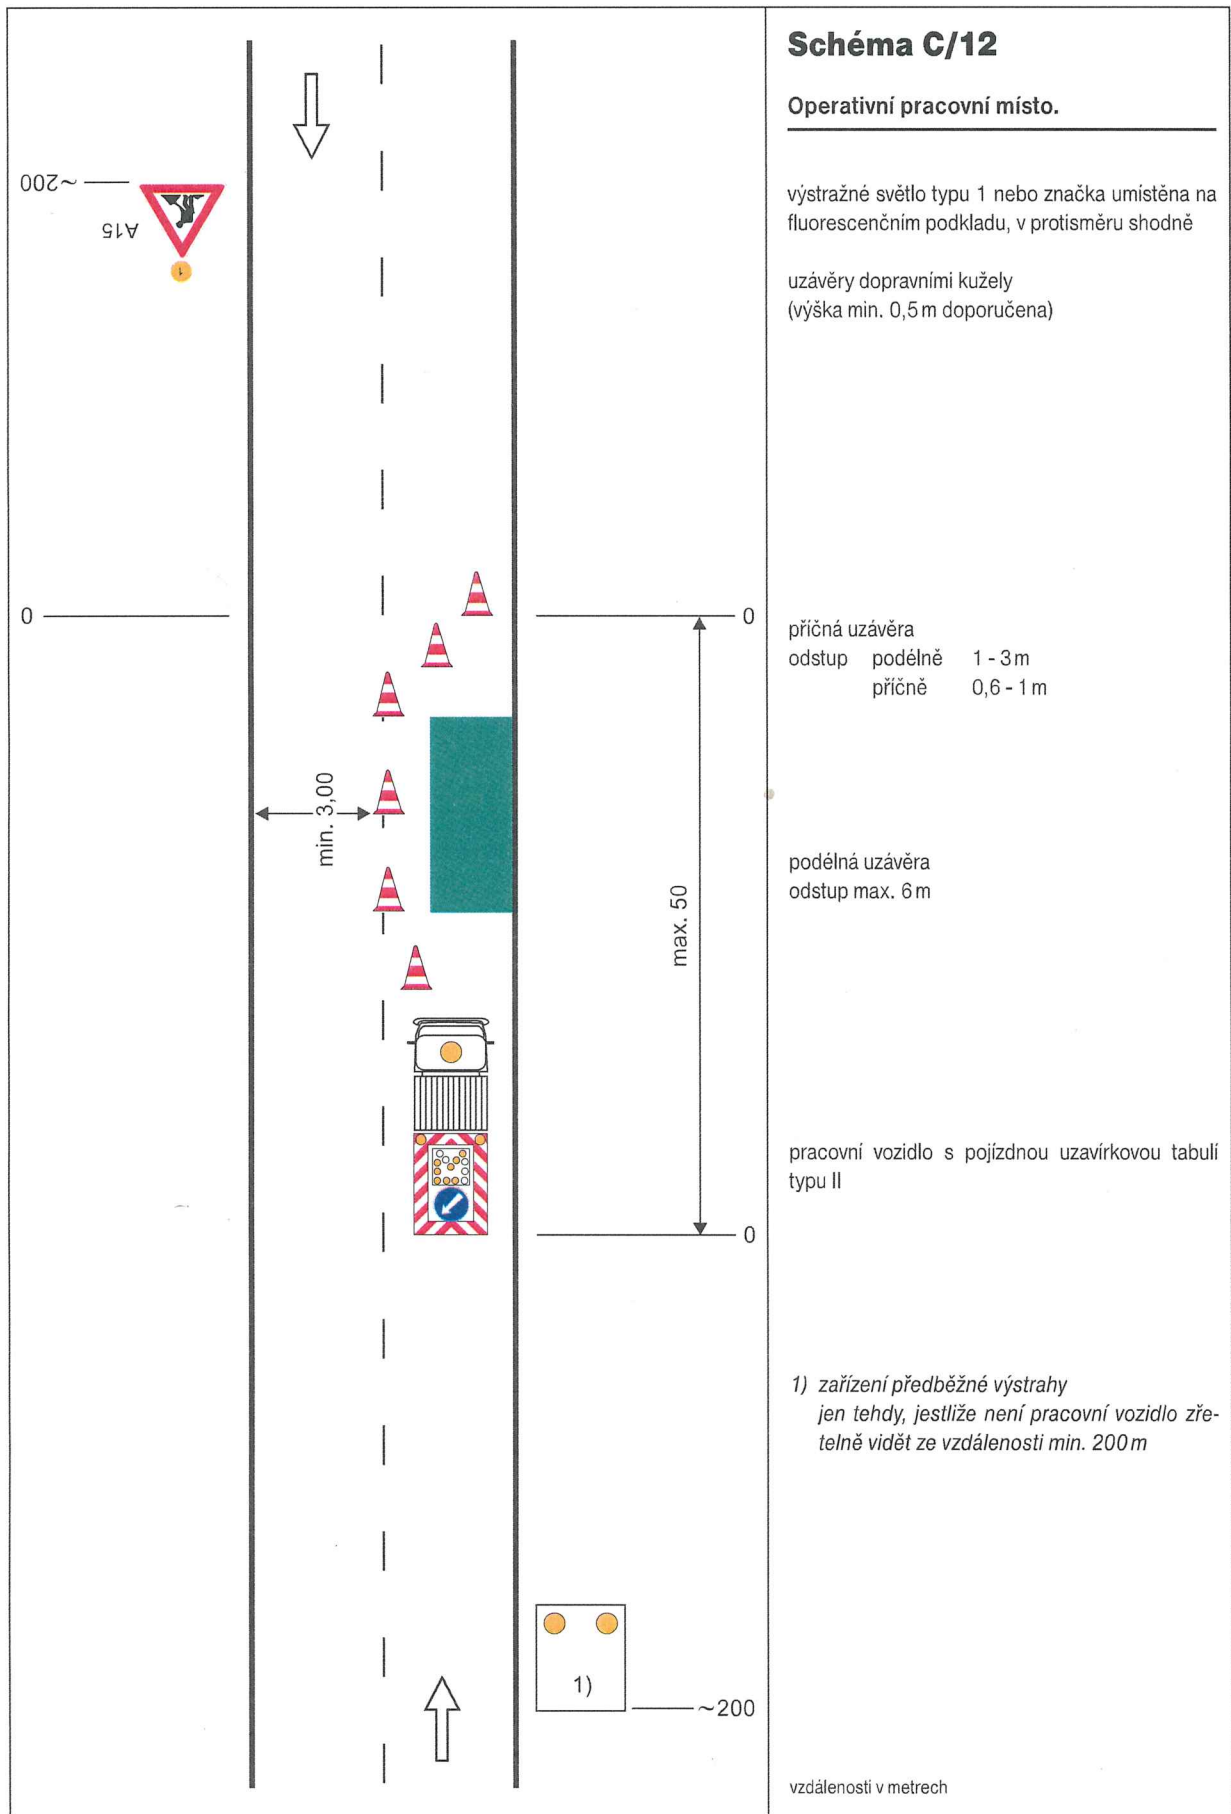 Schéma C/12
Operativní pracovní místo.
~200
A15
1
výstražné světlo typu 1 nebo značka umístěna na
fluorescenčním podkladu, v protisměru shodně
uzávěry dopravními kužely
(výška min. 0,5 m doporučena)
0
0
příčná uzávěra
odstup podélně 1 - 3 m
příčně 0,6 - 1 m
min. 3,00
max. 50
podélná uzávěra
odstup max. 6 m
pracovní vozidlo s pojízdnou uzavírkovou tabulí
typu II
0
1) zařízení předběžné výstrahy
jen tehdy, jestliže není pracovní vozidlo zře-
telně vidět ze vzdálenosti min. 200 m
1)
~200
vzdálenosti v metrech